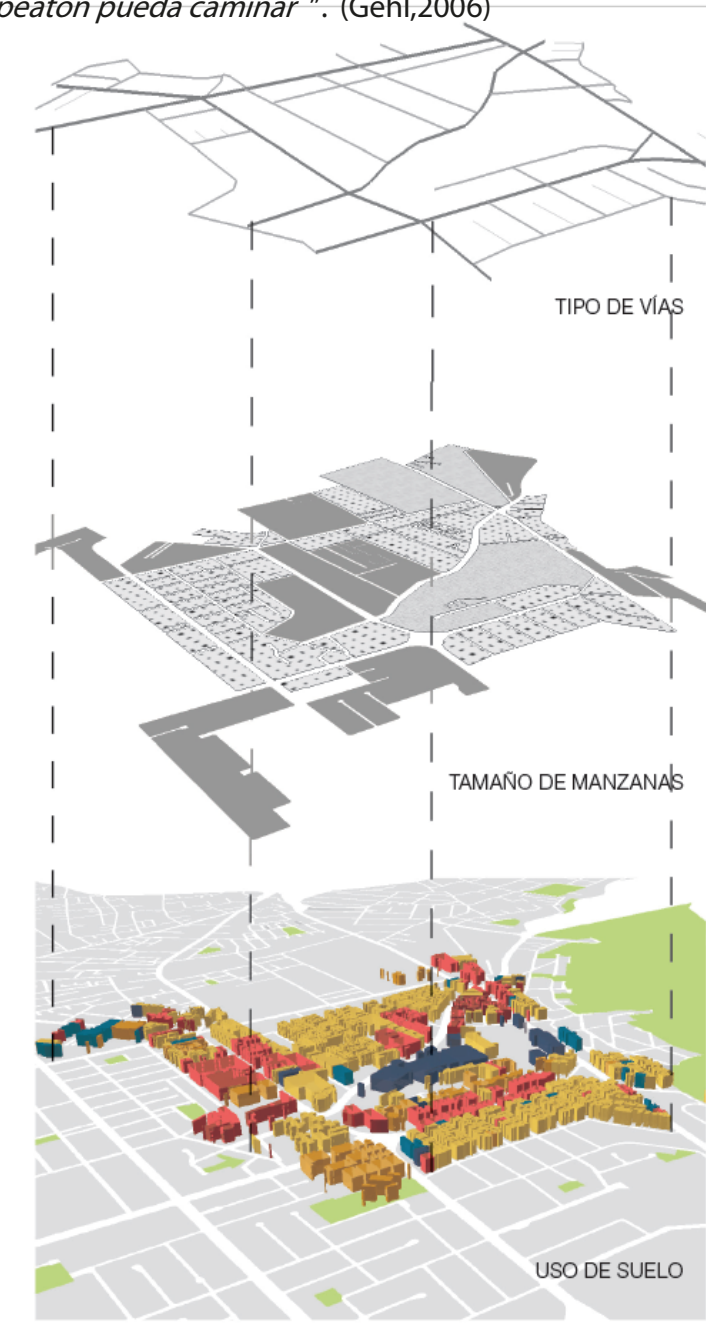 peatón pueda caminar ". (Gehl,2006)
TIPO DE VÍAS
TAMAÑO DE MANZANAS
USO DE SUELO